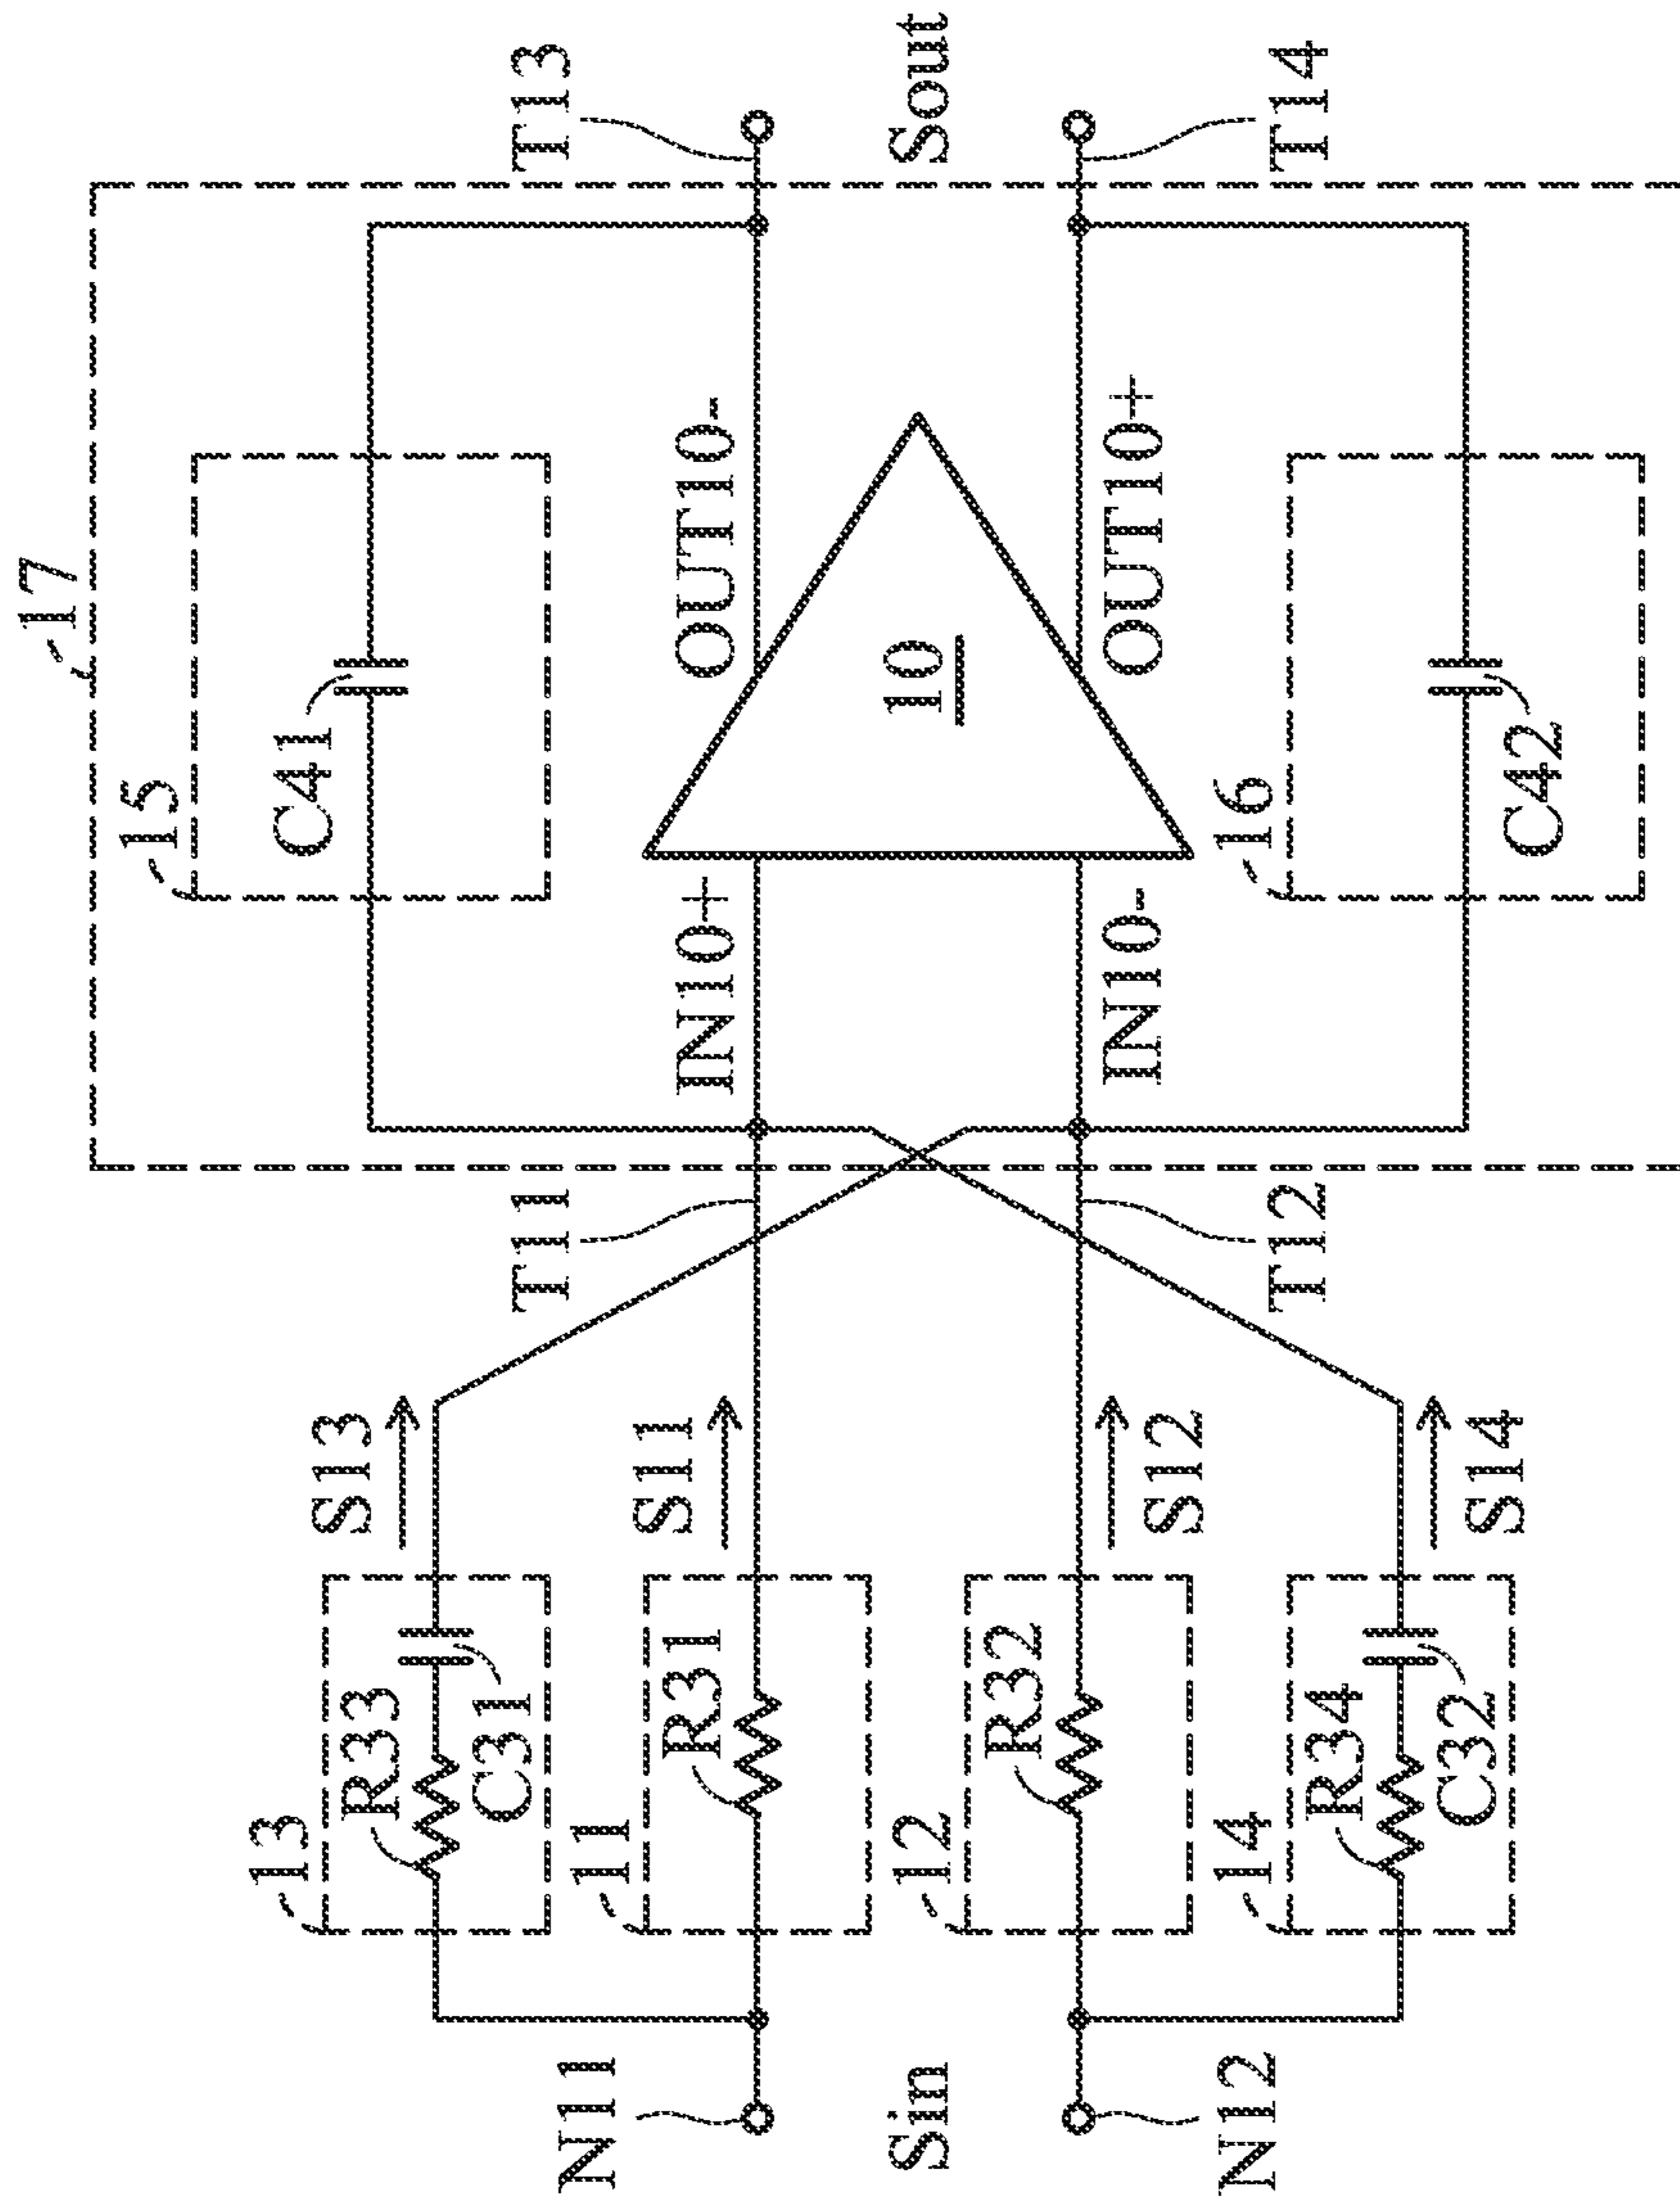 17
15
C41
T13
S13
13
R33
C31
T11
IN10+
OUT10-
S11
11
R31
N11
Sin
10
Sout
12
R32
S12
T12
IN10-
OUT10+
T14
N12
14
R34
C32
S14
16
C42